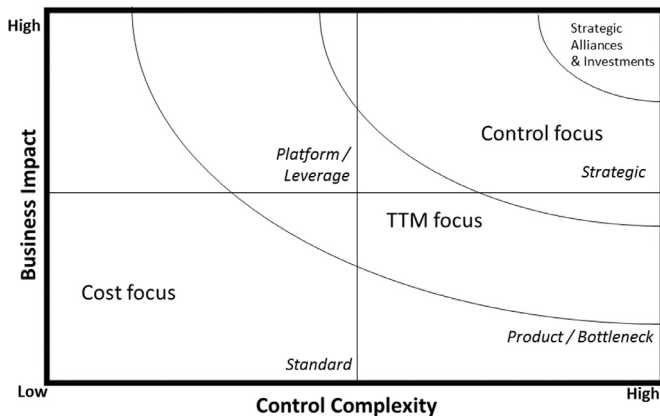 High
Strategic
Alliances
& Investments
Control focus
Platform /
Leverage
Strategic
Business Impact
TTM focus
Cost focus
Product / Bottleneck
Standard
Low
High
Control Complexity